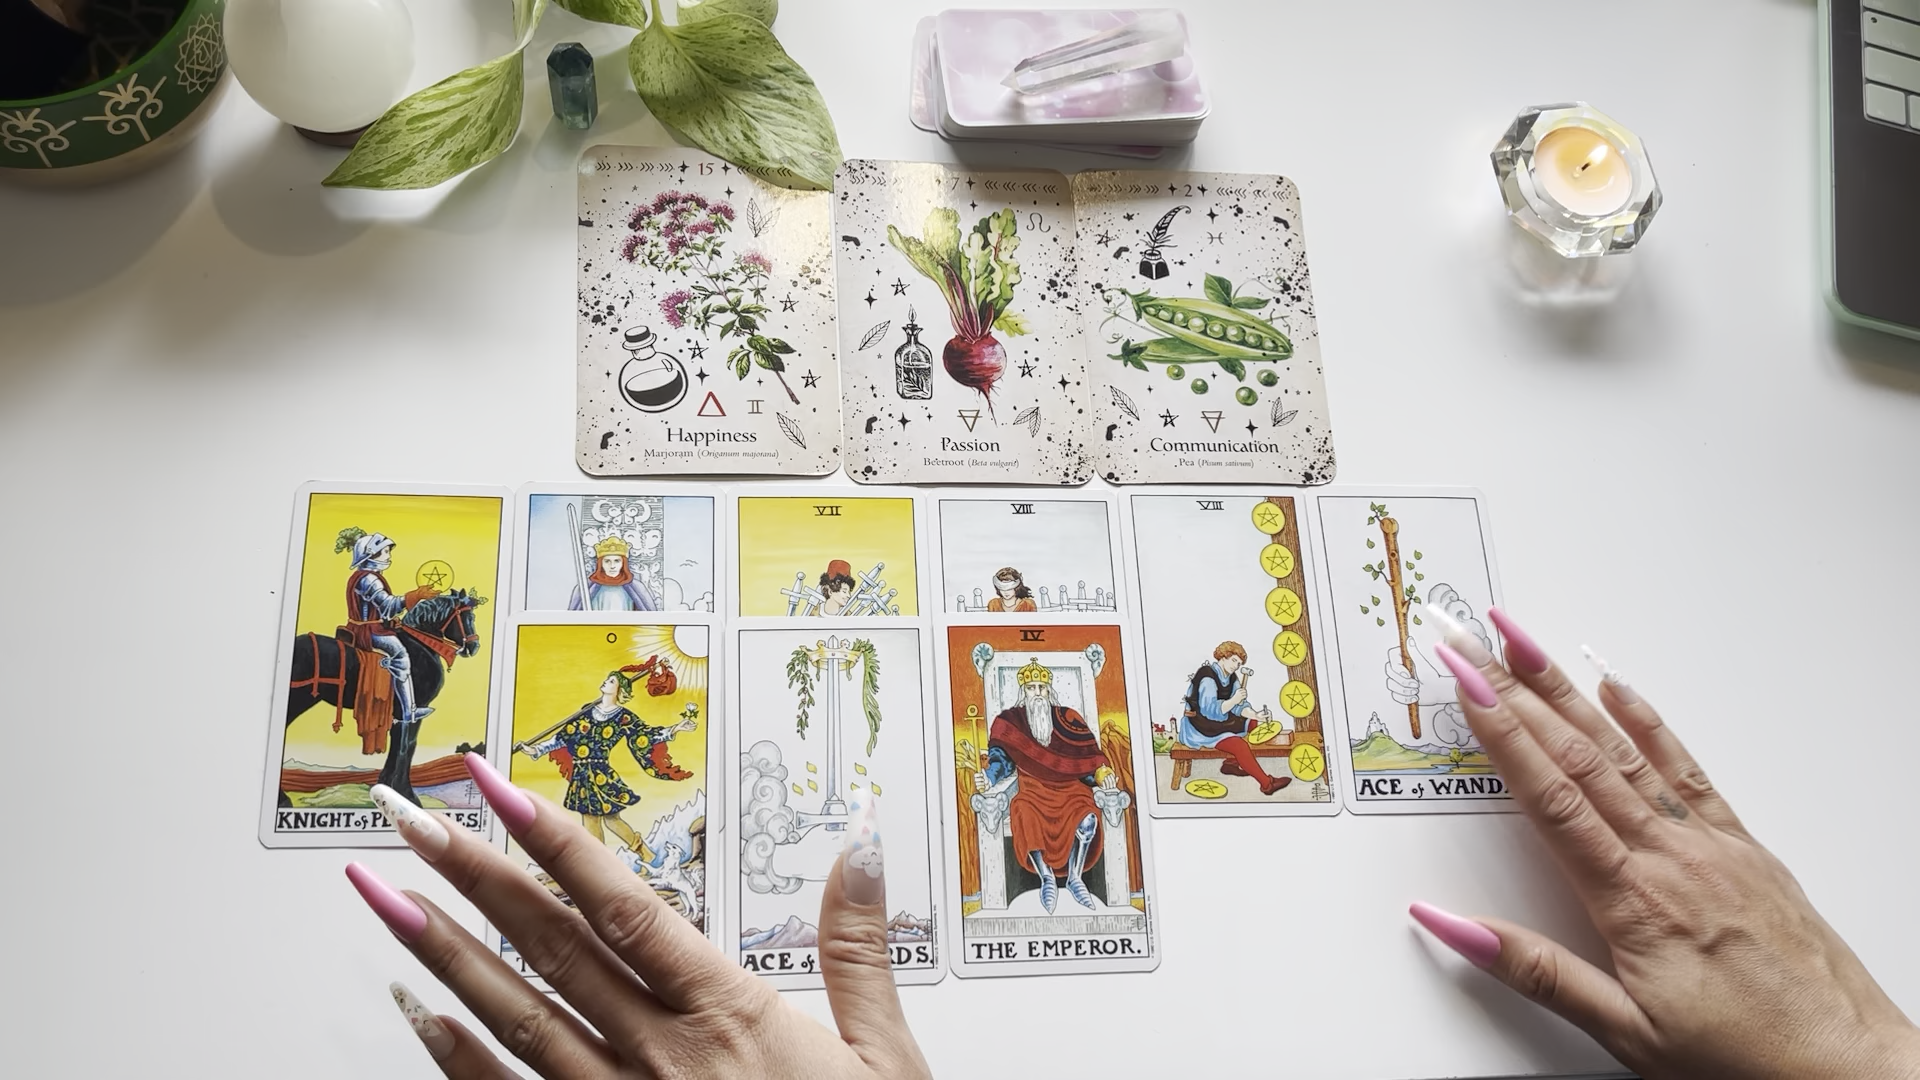 15
7
2
Happiness
Marjoram (Origanum majorana)
Passion
Beetroot (Beta vulgaris)
Communication
Pea (Pisum sativum)
VII
VIII
VIII
0
IV
KNIGHT of
ACE of WAND
ACE of RDS.
THE EMPEROR.